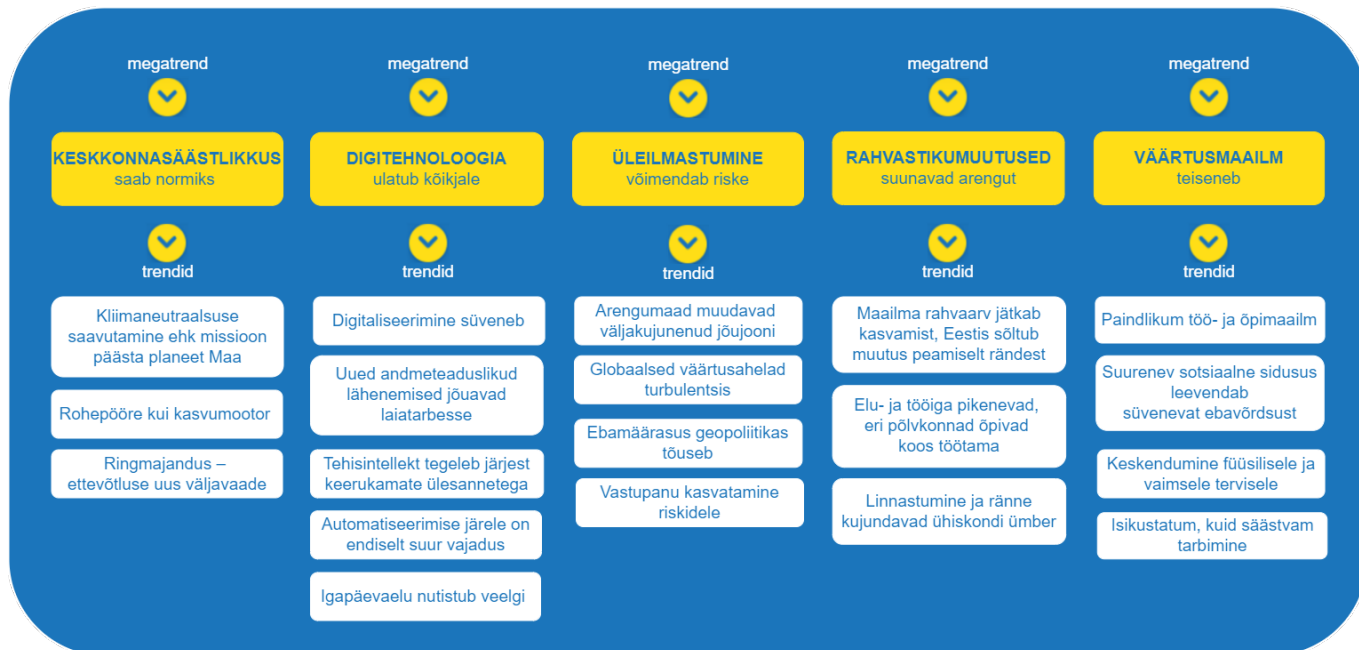 megatrend
KESKKONNASÄÄSTLIKKUS
saab normiks
trendid
Kliimaneutraalsuse
saavutamine ehk missioon
päästa planeet Maa
Rohepööre kui kasvumootor
Ringmajandus –
ettevõtluse uus väljavaade
megatrend
DIGITEHNOLOOGIA
ulatub kõikjale
trendid
Digitaliseerimine süveneb
Uued andmeteaduslikud
lähenemised jõuavad
laiatarbesse
Tehisintellekt tegeleb järjest
keerukamate ülesannetega
Automatiseerimise järele on
endiselt suur vajadus
Igapäevaelu nutistub veelgi
megatrend
ÜLEILMASTUMINE
võimendab riske
trendid
Arengumaad muudavad
väljakujunenud jõujooni
Globaalsed väärtusahelad
turbulentsis
Ebamäärasus geopoliitikas
tõuseb
Vastupanu kasvatamine
riskidele
megatrend
RAHVASTIKUMUUTUSED
suunavad arengut
trendid
Maailma rahvaarv jätkab
kasvamist, Eestis sõltub
muutus peamiselt rändest
Elu- ja tööiga pikenevad,
eri põlvkonnad õpivad
koos töötama
Linnastumine ja ränne
kujundavad ühiskondi ümber
megatrend
VÄÄRTUSMAAILM
teiseneb
trendid
Paindlikum töö- ja õpimaailm
Suurenev sotsiaalne sidusus
leevendab
süvenevat ebavõrdsust
Keskendumine füüsilisele ja
vaimsele tervisele
Isikustatum, kuid säästvam
tarbimine